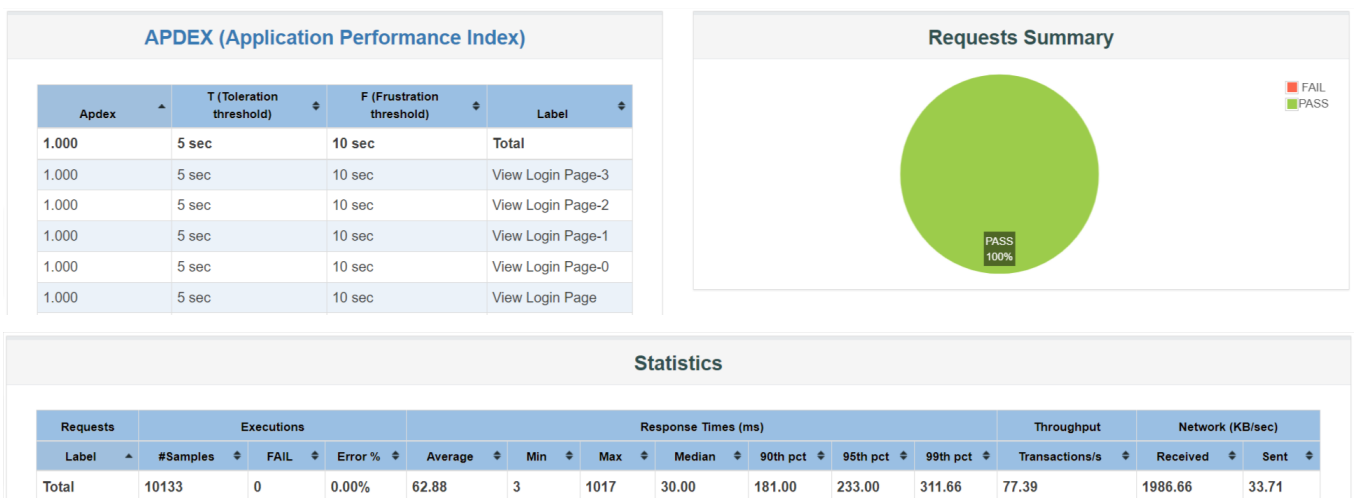 APDEX (Application Performance Index)
Apdex T (Toleration threshold) F (Frustration threshold) Label
1.000 5 sec 10 sec Total
1.000 5 sec 10 sec View Login Page-3
1.000 5 sec 10 sec View Login Page-2
1.000 5 sec 10 sec View Login Page-1
1.000 5 sec 10 sec View Login Page-0
1.000 5 sec 10 sec View Login Page
Requests Summary
FAIL
PASS
PASS
100%
Statistics
Requests Executions Response Times (ms) Throughput Network (KB/sec)
Label #Samples FAIL Error % Average Min Max Median 90th pct 95th pct 99th pct Transactions/s Received Sent
Total 10133 0 0.00% 62.88 3 1017 30.00 181.00 233.00 311.66 77.39 1986.66 33.71